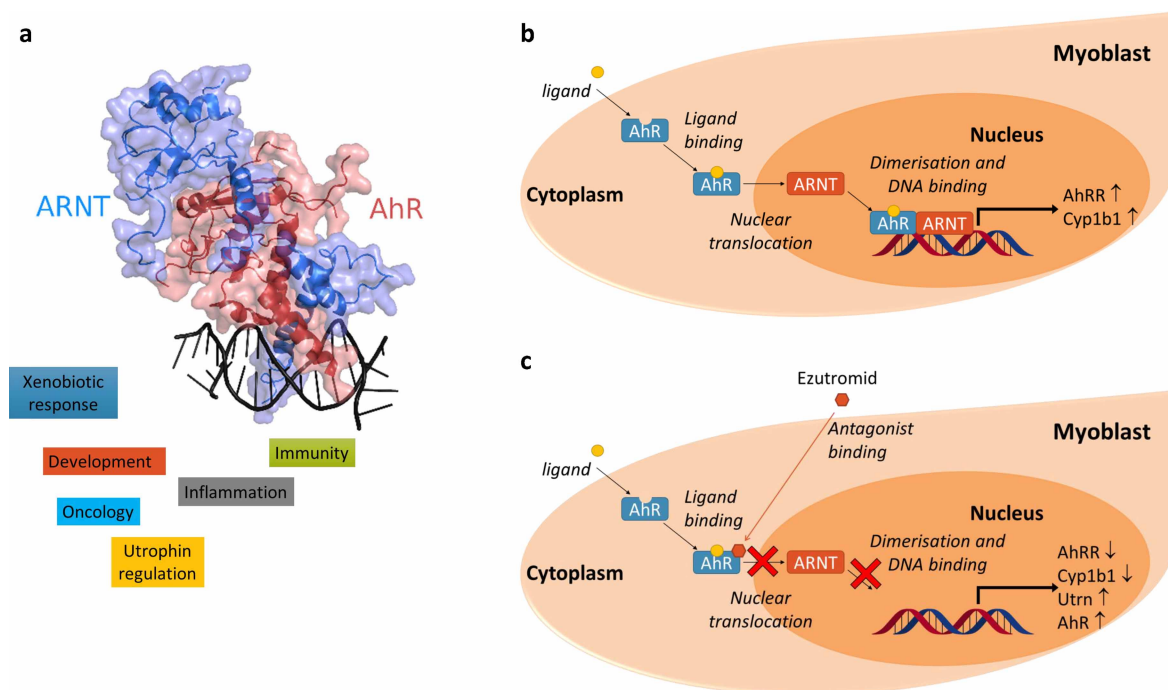 a
ARNT
AhR
Xenobiotic
response
Development
Immunity
Inflammation
Oncology
Utrophin
regulation
b
Myoblast
ligand
AhR
Ligand
binding
AhR
Cytoplasm
Nuclear
translocation
Nucleus
ARNT
Dimerisation and
DNA binding
AhR ARNT
AhRR ↑
Cyp1b1 ↑
c
Ezutromid
Antagonist
binding
Myoblast
ligand
AhR
Ligand
binding
AhR
Cytoplasm
Nuclear
translocation
Nucleus
ARNT
Dimerisation and
DNA binding
AhRR ↓
Cyp1b1 ↓
Utrn ↑
AhR ↑